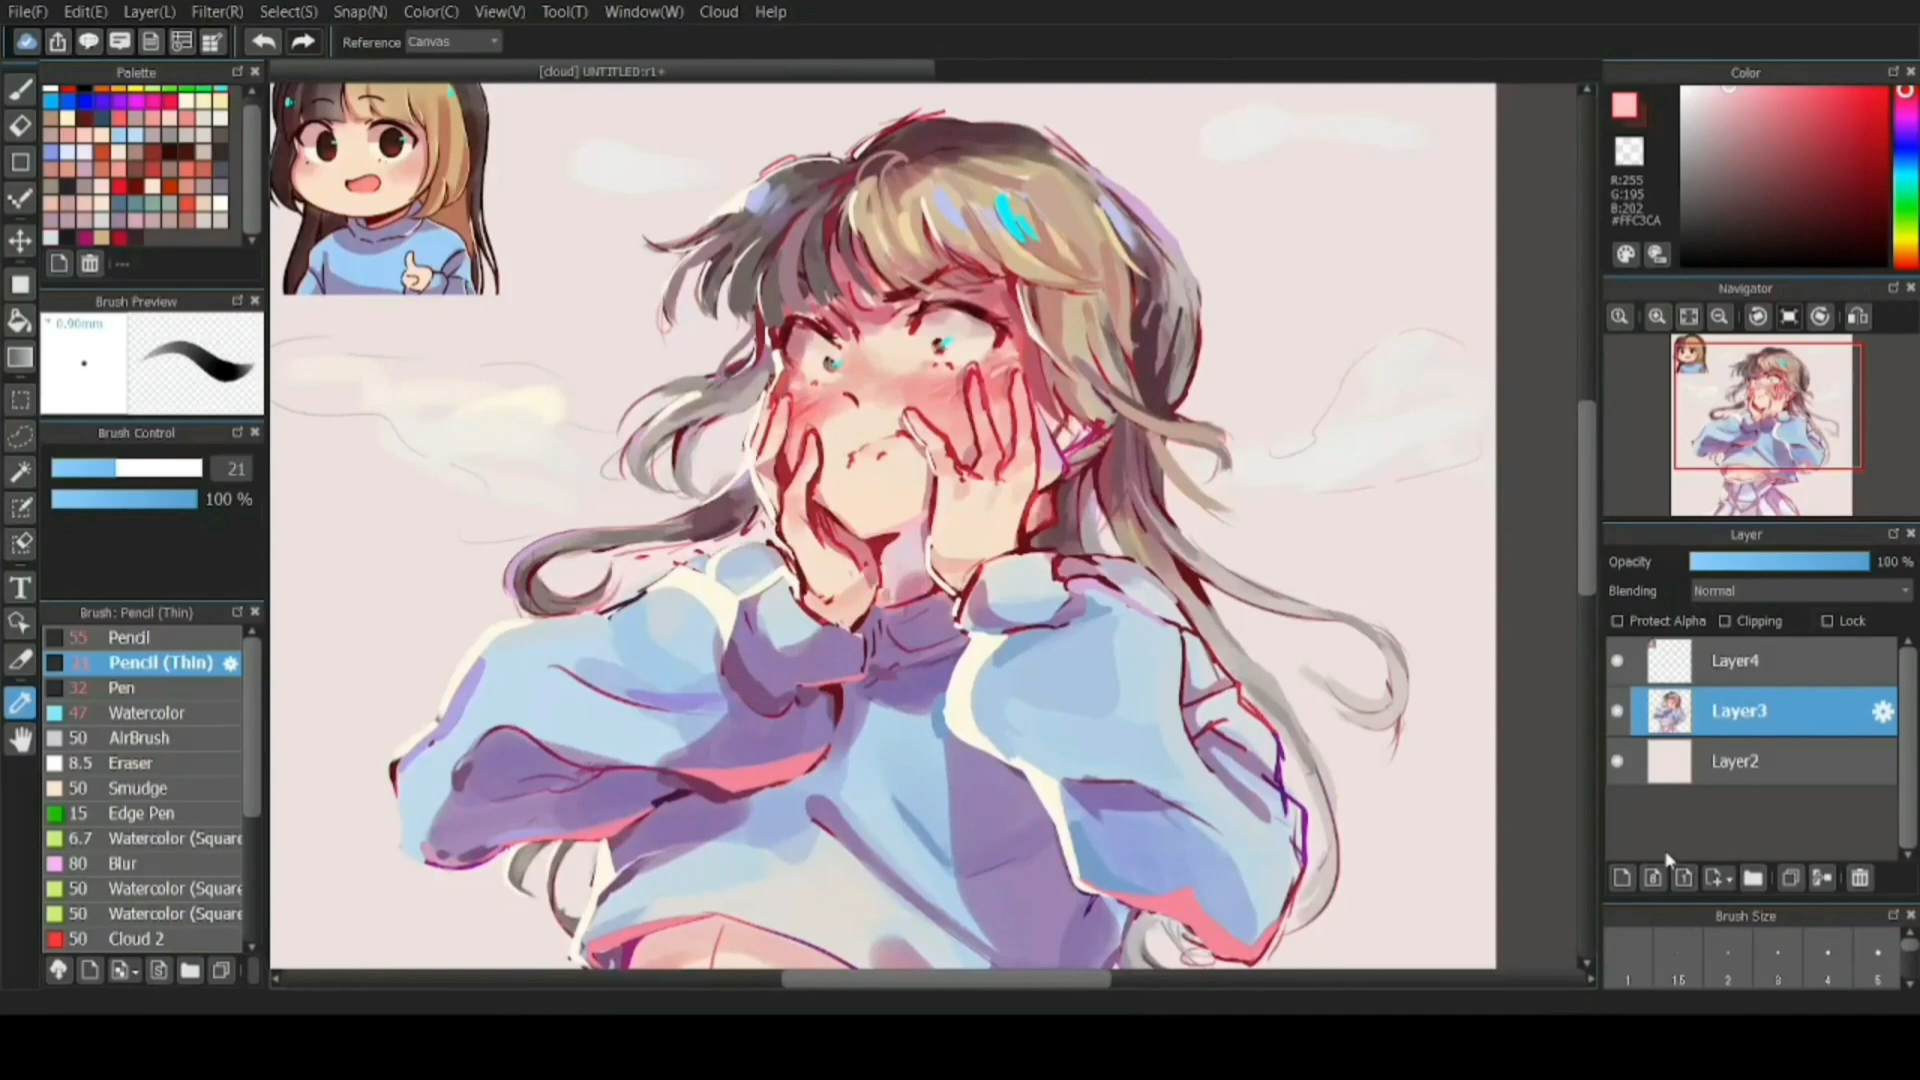 File(F) Edit(E) Layer(L) Filter(R) Select(S) Snap(N) Color(C) View(V) Tool(T) Window(W) Cloud Help
Reference Canvas
Palette
[cloud] UNTITLED:r1+
Color
R:255
G:195
B:202
#FFC3CA
Brush Preview
* 0.90mm
Navigator
Brush Control
21
100 %
Layer
Opacity 100 %
Blending Normal
Protect Alpha Clipping Lock
Layer4
Layer3
Layer2
Brush: Pencil (Thin)
55 Pencil
21 Pencil (Thin)
32 Pen
47 Watercolor
50 AirBrush
8.5 Eraser
50 Smudge
15 Edge Pen
6.7 Watercolor (Square
80 Blur
50 Watercolor (Square
50 Watercolor (Square
50 Cloud 2
Brush Size
1 1.5 2 3 4 5